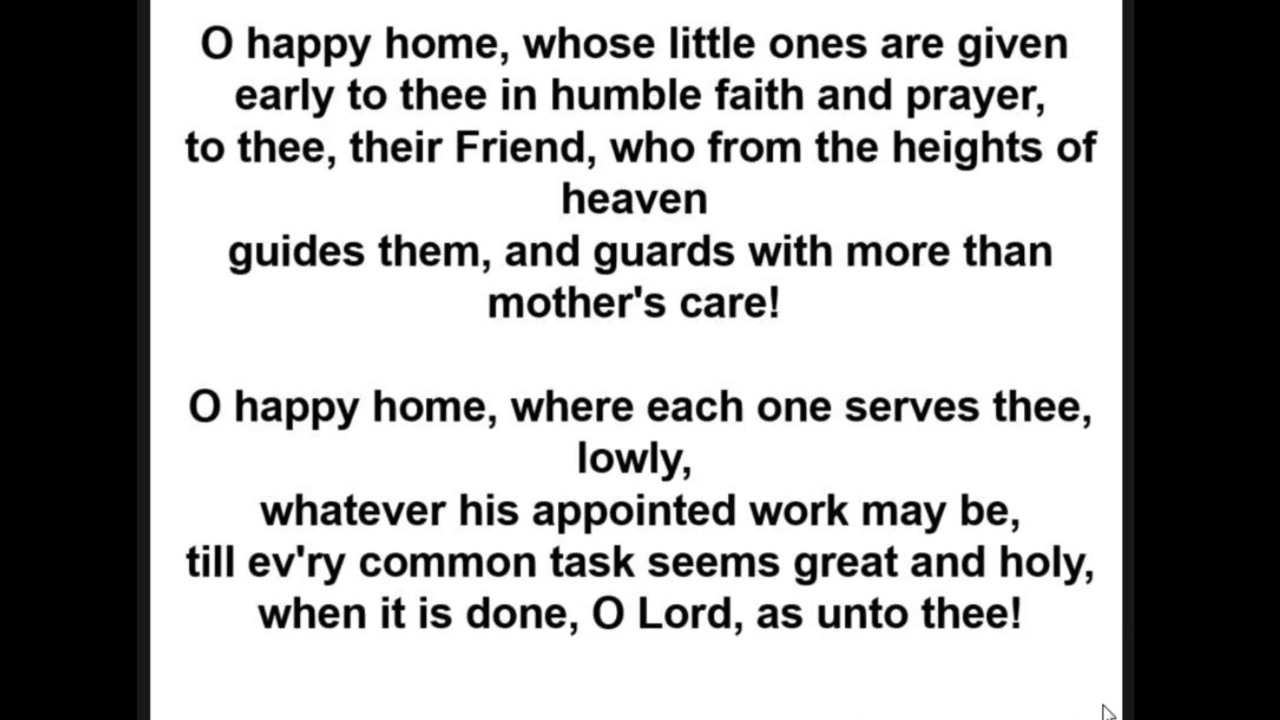 O happy home, whose little ones are given
early to thee in humble faith and prayer,
to thee, their Friend, who from the heights of
heaven
guides them, and guards with more than
mother's care!
O happy home, where each one serves thee,
lowly,
whatever his appointed work may be,
till ev'ry common task seems great and holy,
when it is done, O Lord, as unto thee!